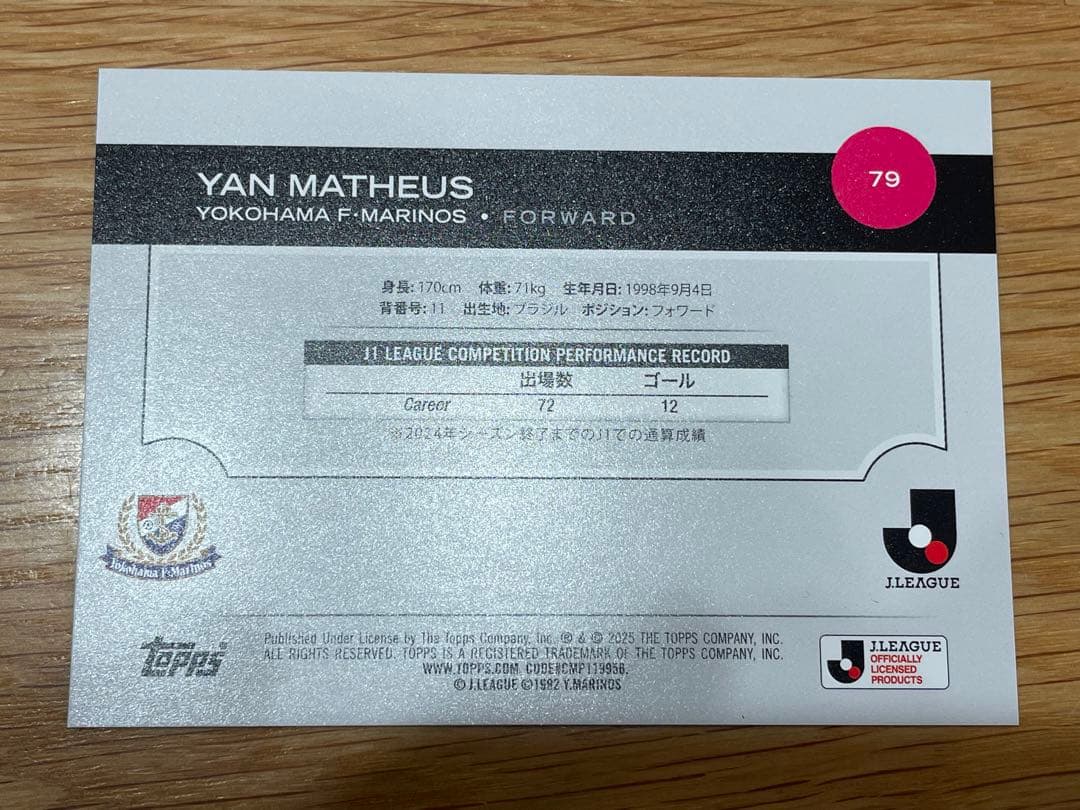 YAN MATHEUS
YOKOHAMA F·MARINOS • FORWARD
79
身長: 170cm 体重: 71kg 生年月日: 1998年9月4日
背番号: 11 出生地: ブラジル ポジション: フォワード
J1 LEAGUE COMPETITION PERFORMANCE RECORD
出場数 ゴール
Career 72 12
※2024年シーズン終了までのJ1での通算成績
Yokohama F·Marinos
J.LEAGUE
topps
Published Under License by The Topps Company, Inc. ® & © 2025 THE TOPPS COMPANY, INC.
ALL RIGHTS RESERVED. TOPPS IS A REGISTERED TRADEMARK OF THE TOPPS COMPANY, INC.
WWW.TOPPS.COM. CODE#CMP119956.
© J.LEAGUE ©1992 Y.MARINOS
J.LEAGUE
OFFICIALLY
LICENSED
PRODUCTS